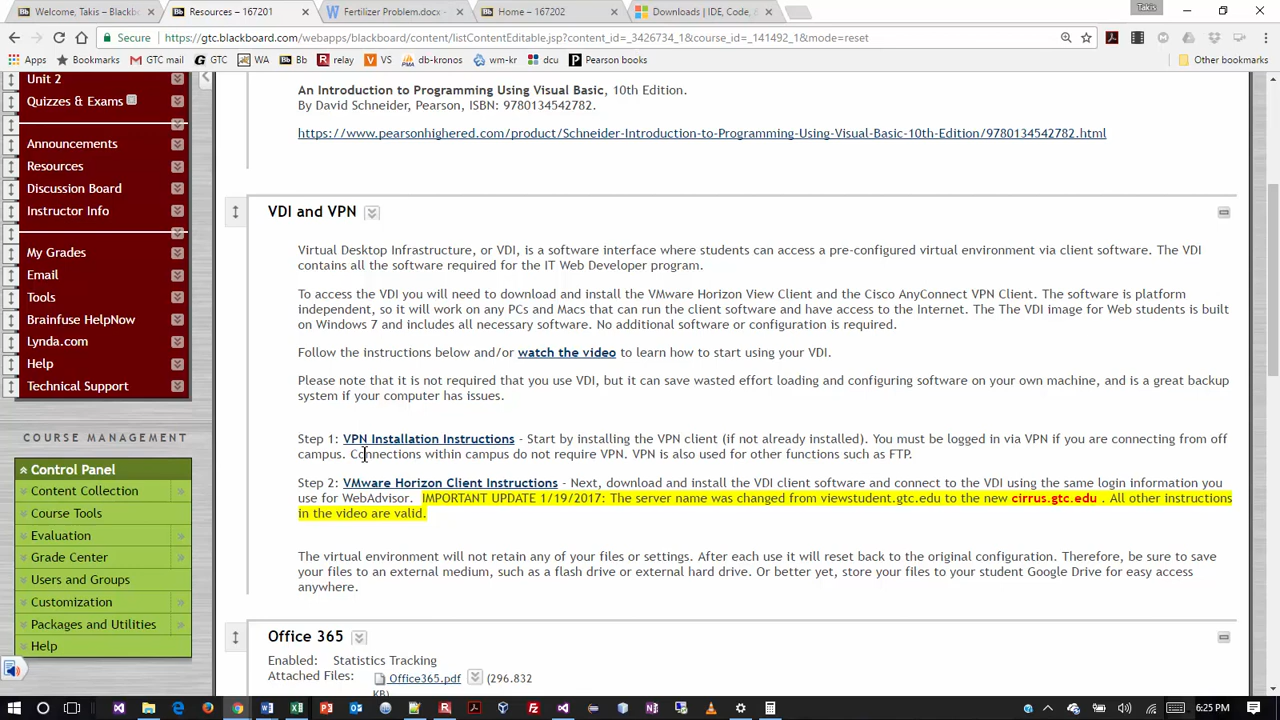 Welcome, Takis –
Resources – 167201
Fertilizer Problem.docx -
Home – 167202
Downloads | IDE, Code, &
Takis
Secure
https://gtc.blackboard.com/webapps/blackboard/content/listContentEditable.jsp?content_id=_3426734_1&course_id=_141492_1&mode=reset
Apps
Bookmarks
GTC mail
GTC
WA
Bb
relay
VS
db-kronos
wm-kr
dcu
Pearson books
Other bookmarks
Unit 2
Quizzes & Exams
Announcements
Resources
Discussion Board
Instructor Info
My Grades
Email
Tools
Brainfuse HelpNow
Lynda.com
Help
Technical Support
COURSE MANAGEMENT
Control Panel
Content Collection
Course Tools
Evaluation
Grade Center
Users and Groups
Customization
Packages and Utilities
Help
An Introduction to Programming Using Visual Basic, 10th Edition.
By David Schneider, Pearson, ISBN: 9780134542782.
https://www.pearsonhighered.com/product/Schneider-Introduction-to-Programming-Using-Visual-Basic-10th-Edition/9780134542782.html
VDI and VPN
Virtual Desktop Infrastructure, or VDI, is a software interface where students can access a pre-configured virtual environment via client software. The VDI
contains all the software required for the IT Web Developer program.
To access the VDI you will need to download and install the VMware Horizon View Client and the Cisco AnyConnect VPN Client. The software is platform
independent, so it will work on any PCs and Macs that can run the client software and have access to the Internet. The The VDI image for Web students is built
on Windows 7 and includes all necessary software. No additional software or configuration is required.
Follow the instructions below and/or watch the video to learn how to start using your VDI.
Please note that it is not required that you use VDI, but it can save wasted effort loading and configuring software on your own machine, and is a great backup
system if your computer has issues.
Step 1: VPN Installation Instructions - Start by installing the VPN client (if not already installed). You must be logged in via VPN if you are connecting from off
campus. Connections within campus do not require VPN. VPN is also used for other functions such as FTP.
Step 2: VMware Horizon Client Instructions - Next, download and install the VDI client software and connect to the VDI using the same login information you
use for WebAdvisor. IMPORTANT UPDATE 1/19/2017: The server name was changed from viewstudent.gtc.edu to the new cirrus.gtc.edu . All other instructions
in the video are valid.
The virtual environment will not retain any of your files or settings. After each use it will reset back to the original configuration. Therefore, be sure to save
your files to an external medium, such as a flash drive or external hard drive. Or better yet, store your files to your student Google Drive for easy access
anywhere.
Office 365
Enabled: Statistics Tracking
Attached Files: Office365.pdf (296.832
KB)
6:25 PM